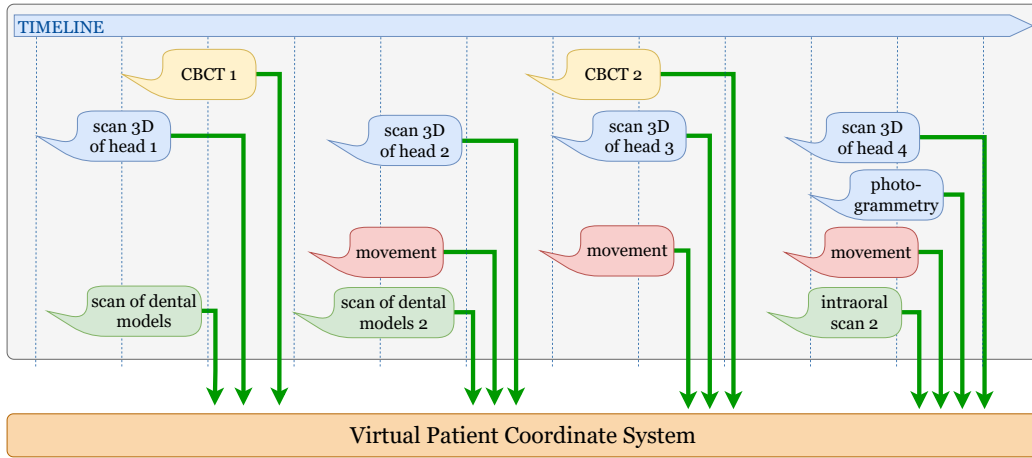 TIMELINE
CBCT 1
CBCT 2
scan 3D
of head 1
scan 3D
of head 2
scan 3D
of head 3
scan 3D
of head 4
photo-
grammetry
movement
movement
movement
scan of dental
models
scan of dental
models 2
intraoral
scan 2
Virtual Patient Coordinate System